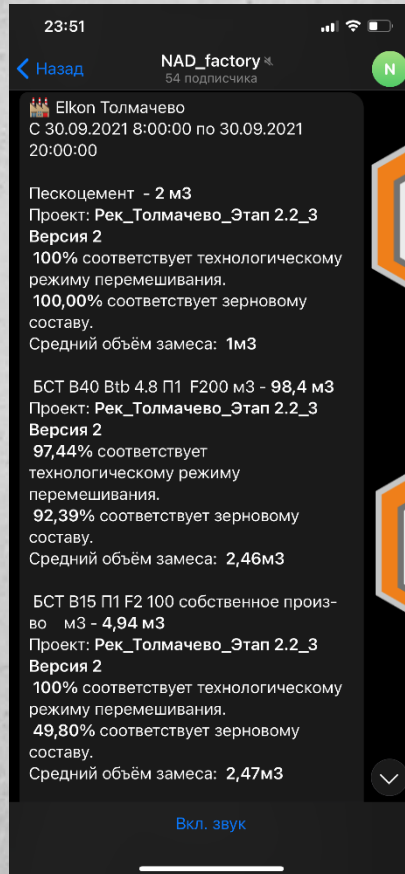 23:51
Назад
NAD_factory
54 подписчика
N
Elkon Толмачево
С 30.09.2021 8:00:00 по 30.09.2021
20:00:00
Пескоцемент - 2 м3
Проект: Рек_Толмачево_Этап 2.2_3
Версия 2
100% соответствует технологическому
режиму перемешивания.
100,00% соответствует зерновому
составу.
Средний объём замеса: 1м3
БСТ В40 Btb 4.8 П1 F200 м3 - 98,4 м3
Проект: Рек_Толмачево_Этап 2.2_3
Версия 2
97,44% соответствует
технологическому режиму
перемешивания.
92,39% соответствует зерновому
составу.
Средний объём замеса: 2,46м3
БСТ В15 П1 F2 100 собственное произ-
во м3 - 4,94 м3
Проект: Рек_Толмачево_Этап 2.2_3
Версия 2
100% соответствует технологическому
режиму перемешивания.
49,80% соответствует зерновому
составу.
Средний объём замеса: 2,47м3
Вкл. звук